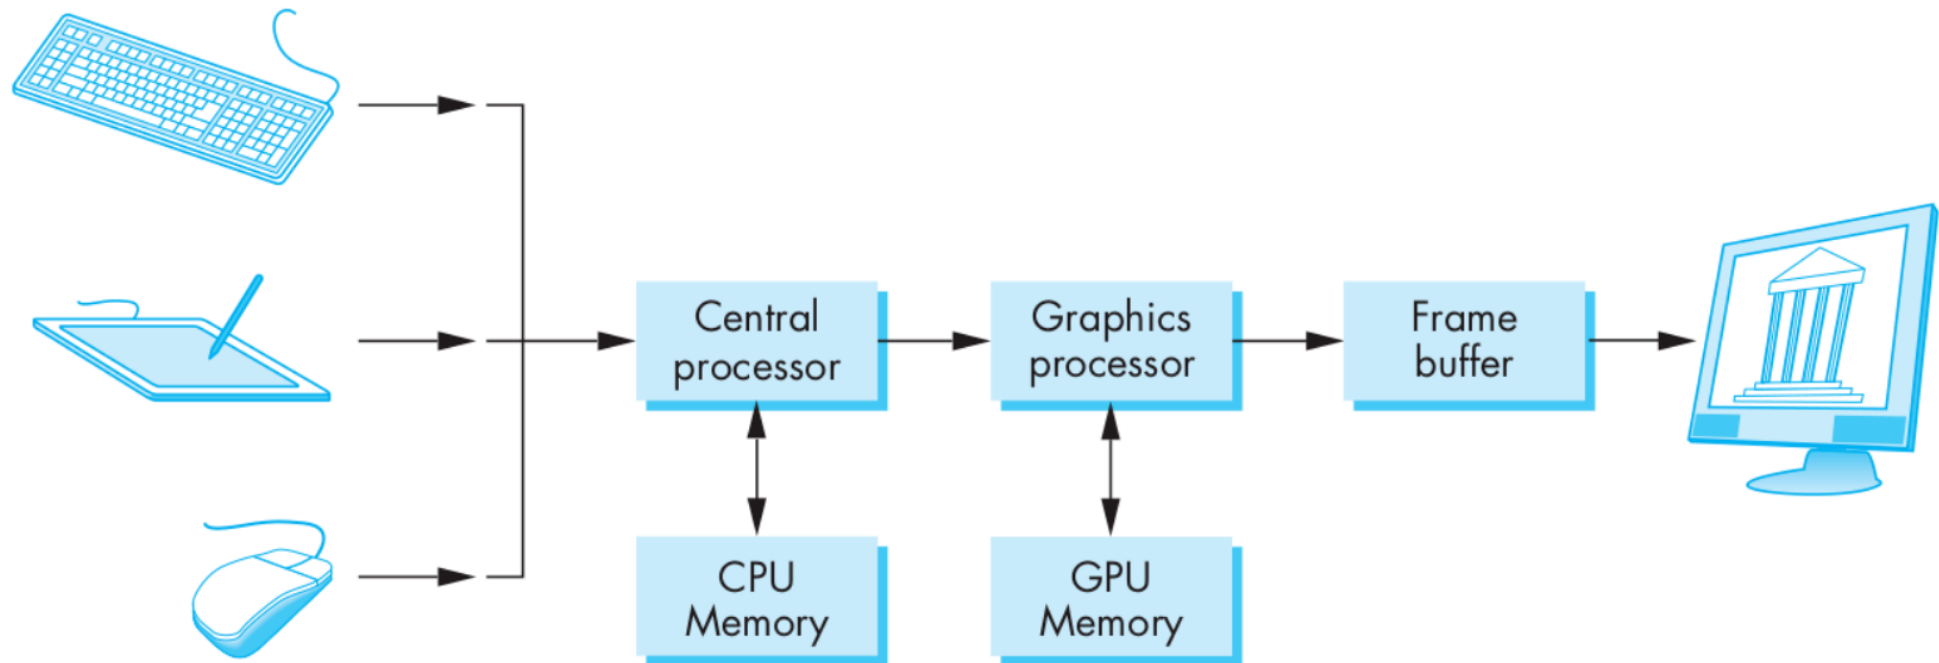 Central
processor
Graphics
processor
Frame
buffer
CPU
Memory
GPU
Memory